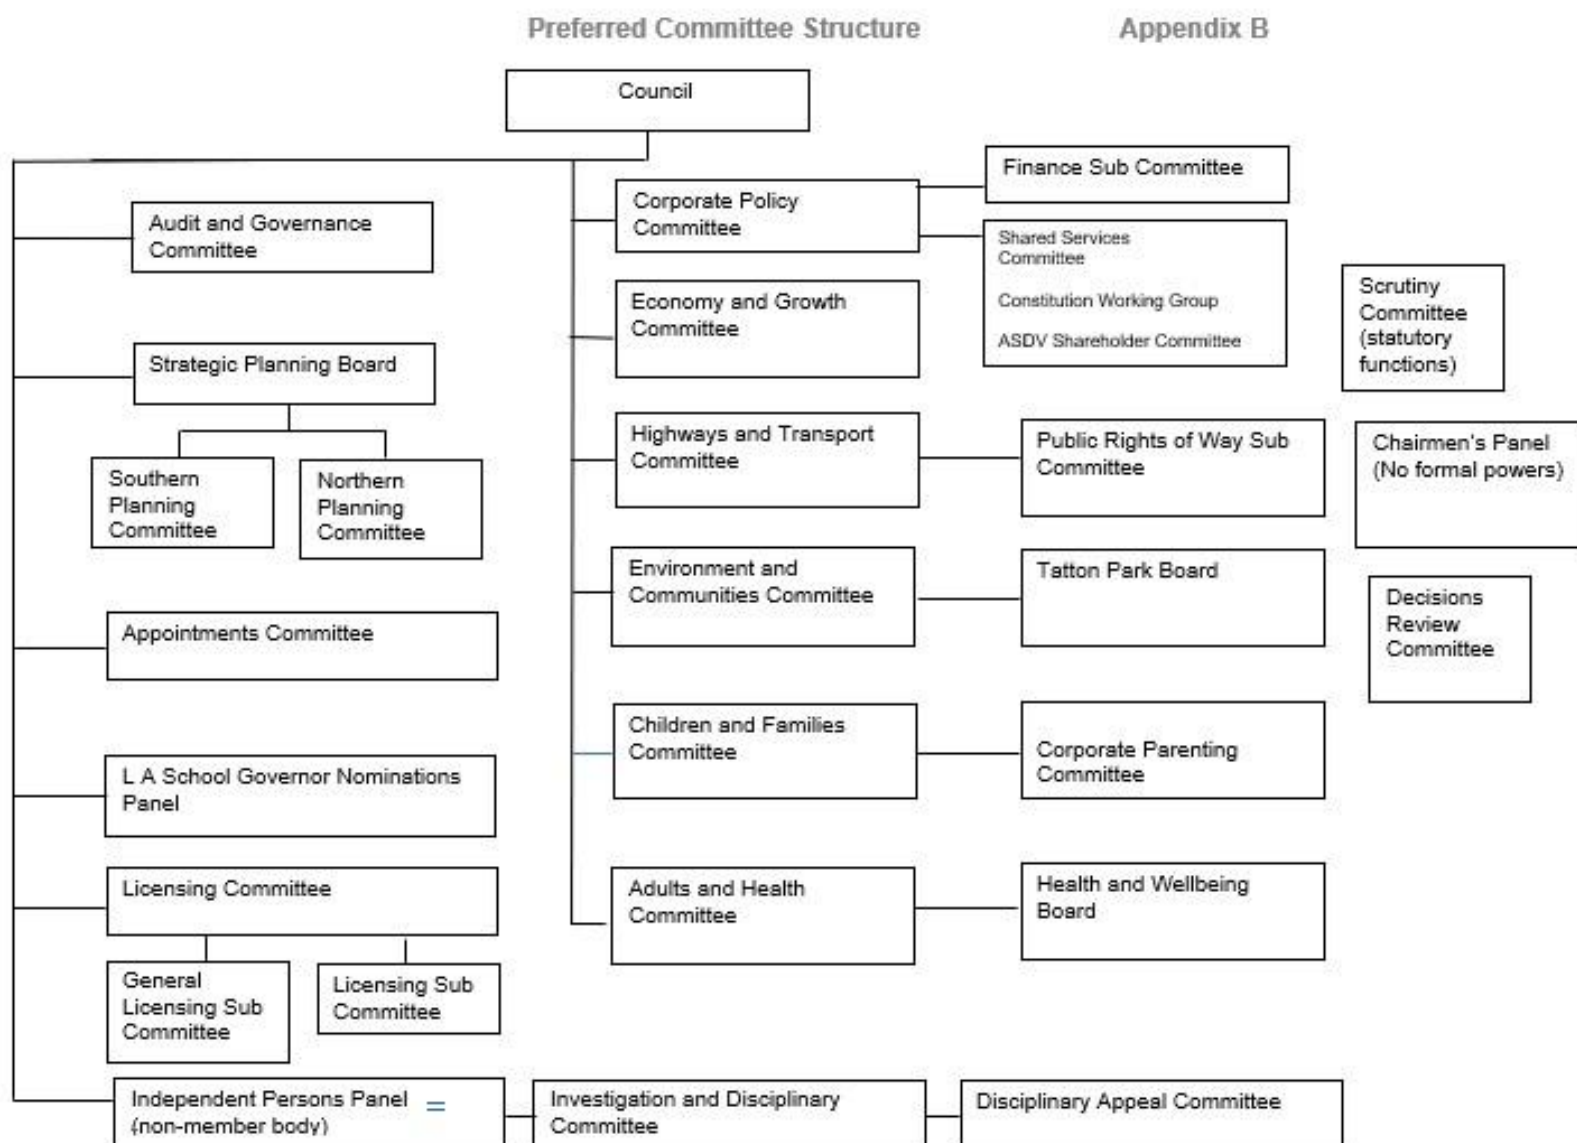 Preferred Committee Structure
Appendix B
Council
Audit and Governance
Committee
Strategic Planning Board
Southern
Planning
Committee
Northern
Planning
Committee
Appointments Committee
L A School Governor Nominations
Panel
Licensing Committee
General
Licensing Sub
Committee
Licensing Sub
Committee
Corporate Policy
Committee
Finance Sub Committee
Shared Services
Committee
Constitution Working Group
ASDV Shareholder Committee
Economy and Growth
Committee
Highways and Transport
Committee
Public Rights of Way Sub
Committee
Environment and
Communities Committee
Tatton Park Board
Children and Families
Committee
Corporate Parenting
Committee
Adults and Health
Committee
Health and Wellbeing
Board
Scrutiny
Committee
(statutory
functions)
Chairmen's Panel
(No formal powers)
Decisions
Review
Committee
Independent Persons Panel =
(non-member body)
Investigation and Disciplinary
Committee
Disciplinary Appeal Committee